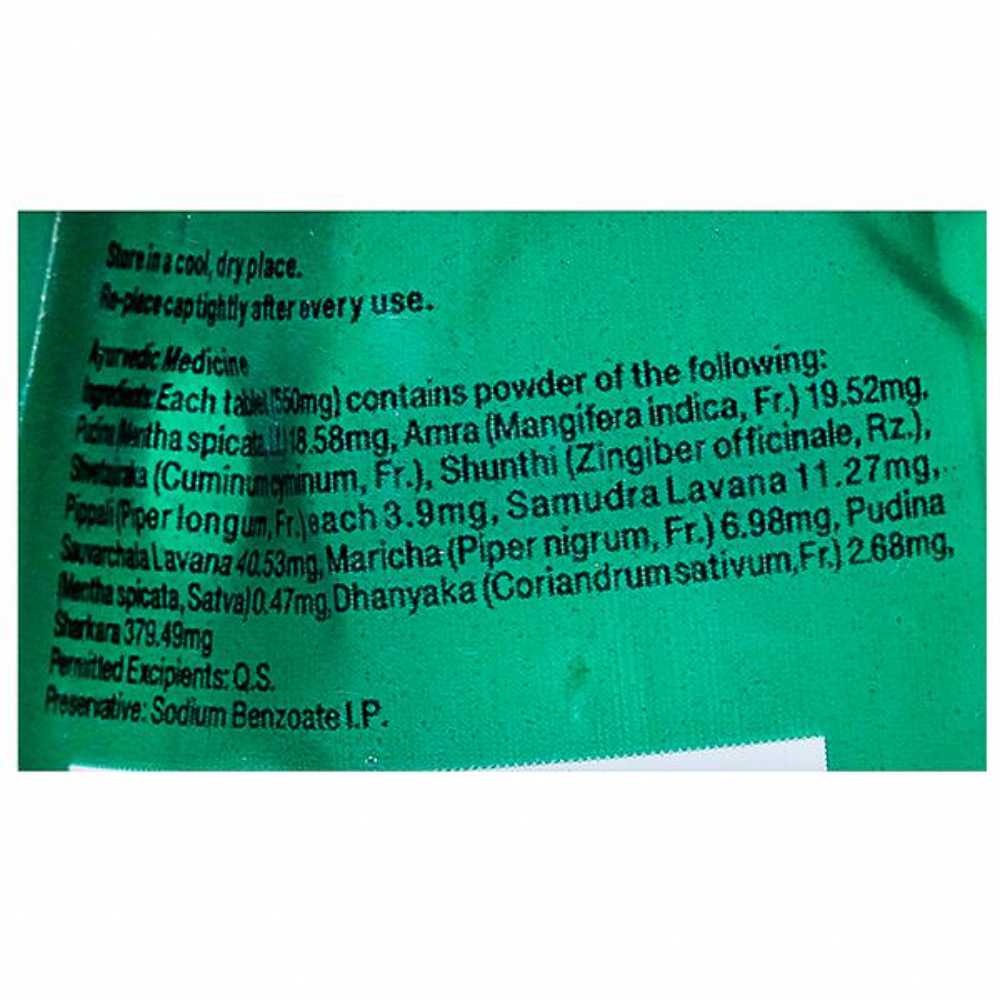 Store in a cool, dry place.
Re-place cap tightly after every use.
Ayurvedic Medicine
Ingredients: Each tablet (550mg) contains powder of the following:
Pudina Mentha spicata, 18.58mg, Amra (Mangifera indica, Fr.) 19.52mg,
(Cuminum cyminum, Fr.), Shunthi (Zingiber officinale, Rz.),
Pippali (Piper longum, Fr.) each 3.9mg, Samudra Lavana 11.27mg,
Sauvarchala Lavana 40.53mg, Maricha (Piper nigrum, Fr.) 6.98mg, Pudina
(Mentha spicata, Satva) 0.47mg, Dhanyaka (Coriandrum sativum, Fr.) 2.68mg,
Sharkara 379.49mg
Permitted Excipients: Q.S.
Preservative: Sodium Benzoate I.P.